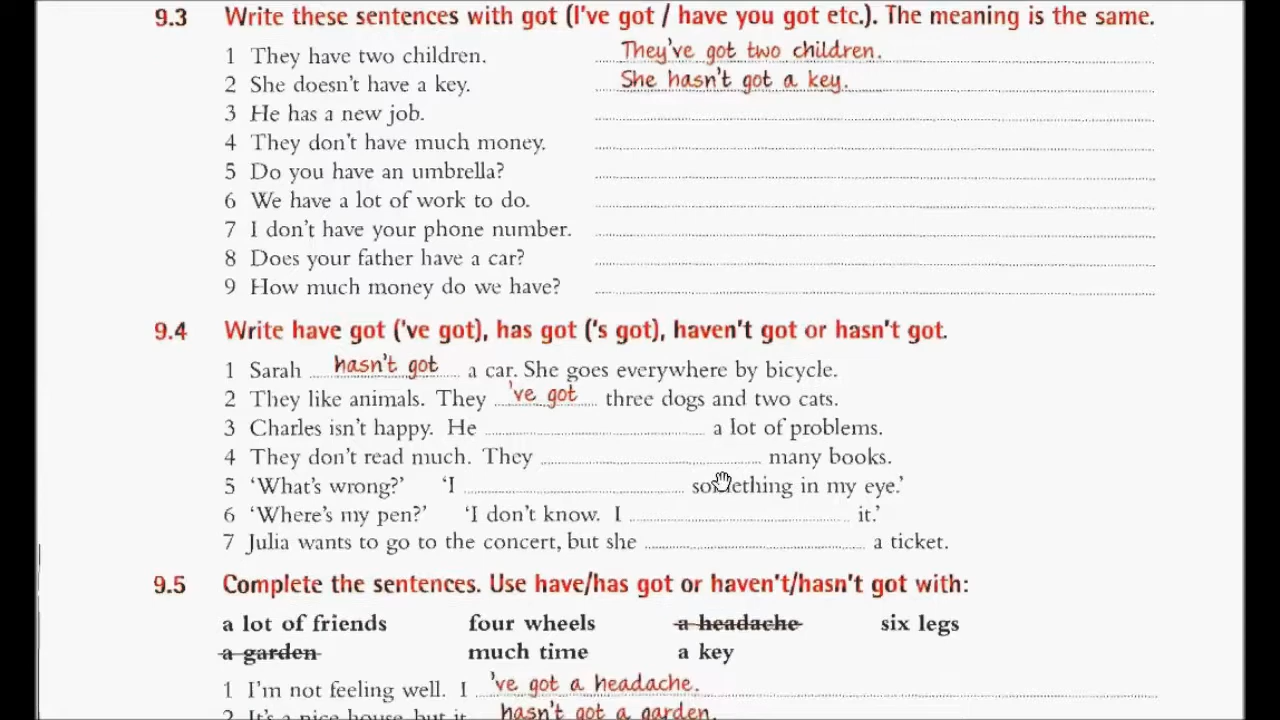 9.3 Write these sentences with got (I've got / have you got etc.). The meaning is the same.
1 They have two children. They've got two children.
2 She doesn't have a key. She hasn't got a key.
3 He has a new job.
4 They don't have much money.
5 Do you have an umbrella?
6 We have a lot of work to do.
7 I don't have your phone number.
8 Does your father have a car?
9 How much money do we have?
9.4 Write have got ('ve got), has got ('s got), haven't got or hasn't got.
1 Sarah hasn't got a car. She goes everywhere by bicycle.
2 They like animals. They 've got three dogs and two cats.
3 Charles isn't happy. He a lot of problems.
4 They don't read much. They many books.
5 'What's wrong?' 'I something in my eye.'
6 'Where's my pen?' 'I don't know. I it.'
7 Julia wants to go to the concert, but she a ticket.
9.5 Complete the sentences. Use have/has got or haven't/hasn't got with:
a lot of friends four wheels a headache six legs
a garden much time a key
1 I'm not feeling well. I 've got a headache.
2 It's a nice house but it hasn't got a garden.